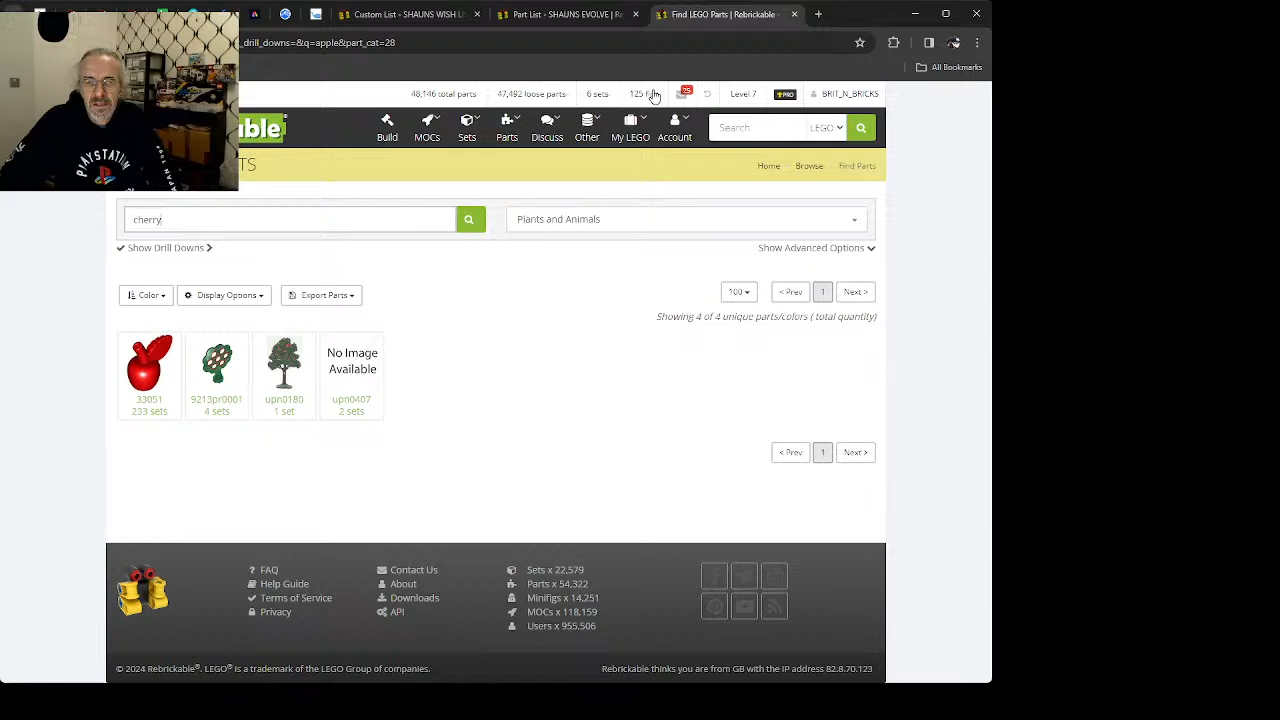 Custom List - SHAUNS WISH L
Part List - SHAUNS EVOLVE | R
Find LEGO Parts | Rebrickable -
_drill_downs=&q=apple&part_cat=28
All Bookmarks
48,146 total parts
47,492 loose parts
6 sets
125
25
Level 7
PRO
BRIT_N_BRICKS
able®
Build
MOCs
Sets
Parts
Discuss
Other
My LEGO
Account
Search
LEGO
TS
Home
Browse
Find Parts
cherry
Plants and Animals
Show Drill Downs
Show Advanced Options
Color
Display Options
Export Parts
100
< Prev
1
Next >
Showing 4 of 4 unique parts/colors ( total quantity)
33051
233 sets
9213pr0001
4 sets
upn0180
1 set
No Image
Available
upn0407
2 sets
< Prev
1
Next >
FAQ
Help Guide
Terms of Service
Privacy
Contact Us
About
Downloads
API
Sets x 22,579
Parts x 54,322
Minifigs x 14,251
MOCs x 118,159
Users x 955,506
© 2024 Rebrickable®. LEGO® is a trademark of the LEGO Group of companies.
Rebrickable thinks you are from GB with the IP address 82.8.70.123
PLAYSTATION